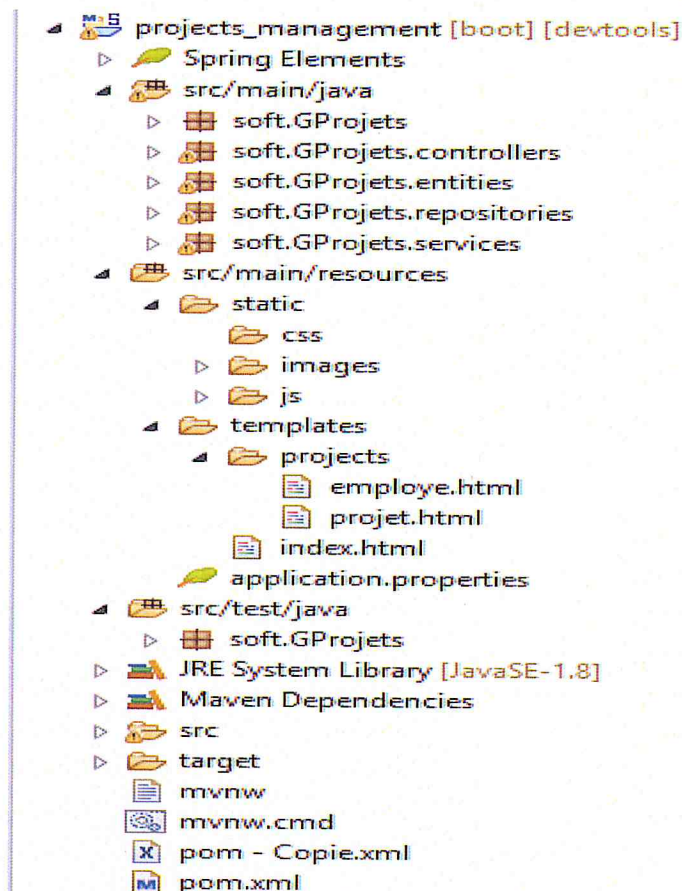 projects_management [boot] [devtools]
Spring Elements
src/main/java
soft.GProjets
soft.GProjets.controllers
soft.GProjets.entities
soft.GProjets.repositories
soft.GProjets.services
src/main/resources
static
css
images
js
templates
projects
employe.html
projet.html
index.html
application.properties
src/test/java
soft.GProjets
JRE System Library [JavaSE-1.8]
Maven Dependencies
src
target
mvnw
mvnw.cmd
pom - Copie.xml
pom.xml